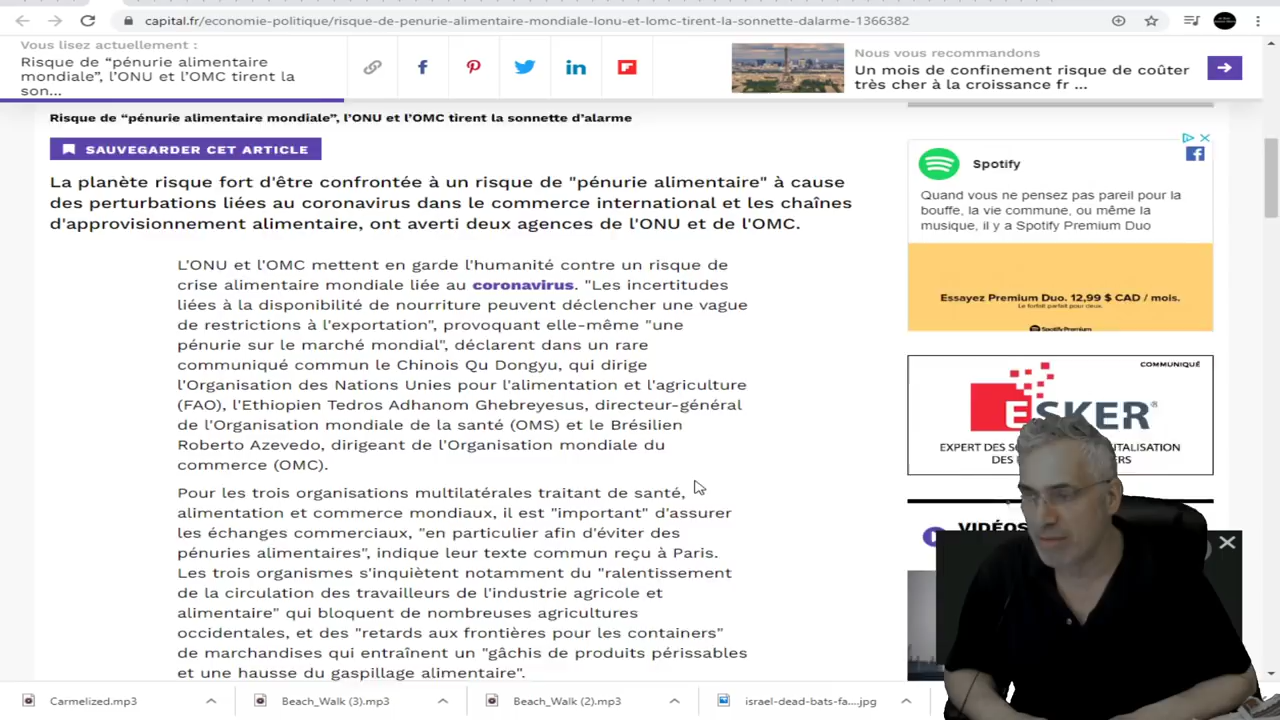 capital.fr/economie-politique/risque-de-penurie-alimentaire-mondiale-lonu-et-lomc-tirent-la-sonnette-dalarme-1366382
Vous lisez actuellement :
Risque de “pénurie alimentaire
mondiale”, l’ONU et l’OMC tirent la
son...
Nous vous recommandons
Un mois de confinement risque de coûter
très cher à la croissance fr ...
Risque de “pénurie alimentaire mondiale”, l’ONU et l’OMC tirent la sonnette d’alarme
SAUVEGARDER CET ARTICLE
La planète risque fort d'être confrontée à un risque de "pénurie alimentaire" à cause
des perturbations liées au coronavirus dans le commerce international et les chaînes
d'approvisionnement alimentaire, ont averti deux agences de l'ONU et de l'OMC.
L'ONU et l'OMC mettent en garde l'humanité contre un risque de
crise alimentaire mondiale liée au coronavirus. "Les incertitudes
liées à la disponibilité de nourriture peuvent déclencher une vague
de restrictions à l'exportation", provoquant elle-même "une
pénurie sur le marché mondial", déclarent dans un rare
communiqué commun le Chinois Qu Dongyu, qui dirige
l'Organisation des Nations Unies pour l'alimentation et l'agriculture
(FAO), l'Ethiopien Tedros Adhanom Ghebreyesus, directeur-général
de l'Organisation mondiale de la santé (OMS) et le Brésilien
Roberto Azevedo, dirigeant de l'Organisation mondiale du
commerce (OMC).
Pour les trois organisations multilatérales traitant de santé,
alimentation et commerce mondiaux, il est "important" d'assurer
les échanges commerciaux, "en particulier afin d'éviter des
pénuries alimentaires", indique leur texte commun reçu à Paris.
Les trois organismes s'inquiètent notamment du "ralentissement
de la circulation des travailleurs de l'industrie agricole et
alimentaire" qui bloquent de nombreuses agricultures
occidentales, et des "retards aux frontières pour les containers"
de marchandises qui entraînent un "gâchis de produits périssables
et une hausse du gaspillage alimentaire".
Spotify
Quand vous ne pensez pas pareil pour la
bouffe, la vie commune, ou même la
musique, il y a Spotify Premium Duo
Essayez Premium Duo. 12,99 $ CAD / mois.
Le forfait parfait pour deux.
Spotify Premium
COMMUNIQUÉ
ESKER
EXPERT DES
VIDÉOS
Carmelized.mp3
Beach_Walk (3).mp3
Beach_Walk (2).mp3
israel-dead-bats-fa....jpg